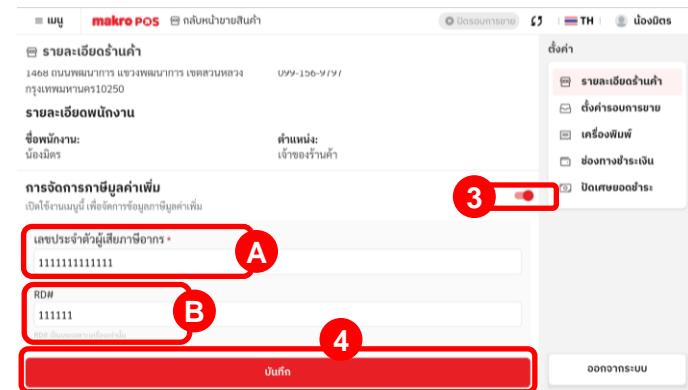 เมนู makro POS กลับหน้าขายสินค้า ปิดรอบการขาย TH น้องมิตร
รายละเอียดร้านค้า
1468 ถนนพัฒนาการ แขวงพัฒนาการ เขตสวนหลวง 099-156-9797
กรุงเทพมหานคร10250
รายละเอียดพนักงาน
ชื่อพนักงาน: ตำแหน่ง:
น้องมิตร เจ้าของร้านค้า
การจัดการภาษีมูลค่าเพิ่ม
เปิดใช้งานเมนูนี้ เพื่อจัดการข้อมูลภาษีมูลค่าเพิ่ม
3
เลขประจำตัวผู้เสียภาษีอากร *
A
1111111111111
RD#
B
111111
4
บันทึก
ตั้งค่า
รายละเอียดร้านค้า
ตั้งค่ารอบการขาย
เครื่องพิมพ์
ช่องทางชำระเงิน
ปัดเศษยอดชำระ
ออกจากระบบ